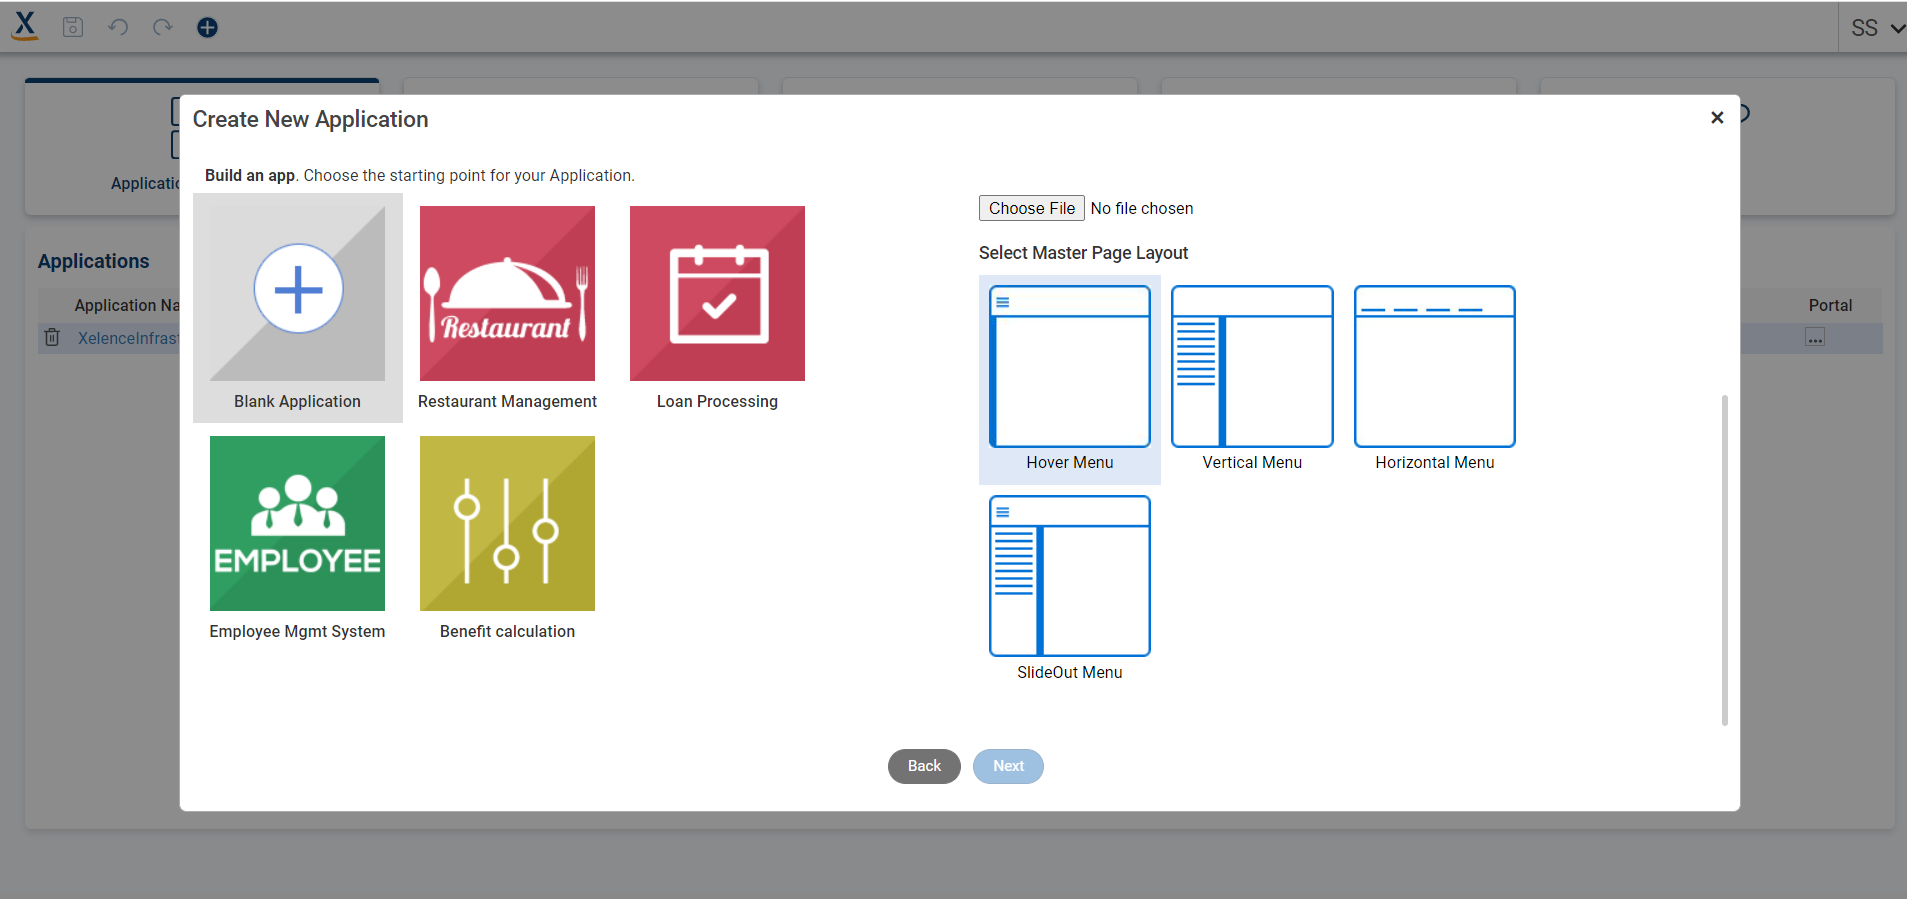 X
SS
Create New Application
Build an app. Choose the starting point for your Application.
Applicatio
Choose File No file chosen
Select Master Page Layout
Applications
Application Na
Portal
XelenceInfrast
...
Restaurant
Blank Application
Restaurant Management
Loan Processing
Hover Menu
Vertical Menu
Horizontal Menu
EMPLOYEE
Employee Mgmt System
Benefit calculation
SlideOut Menu
Back
Next